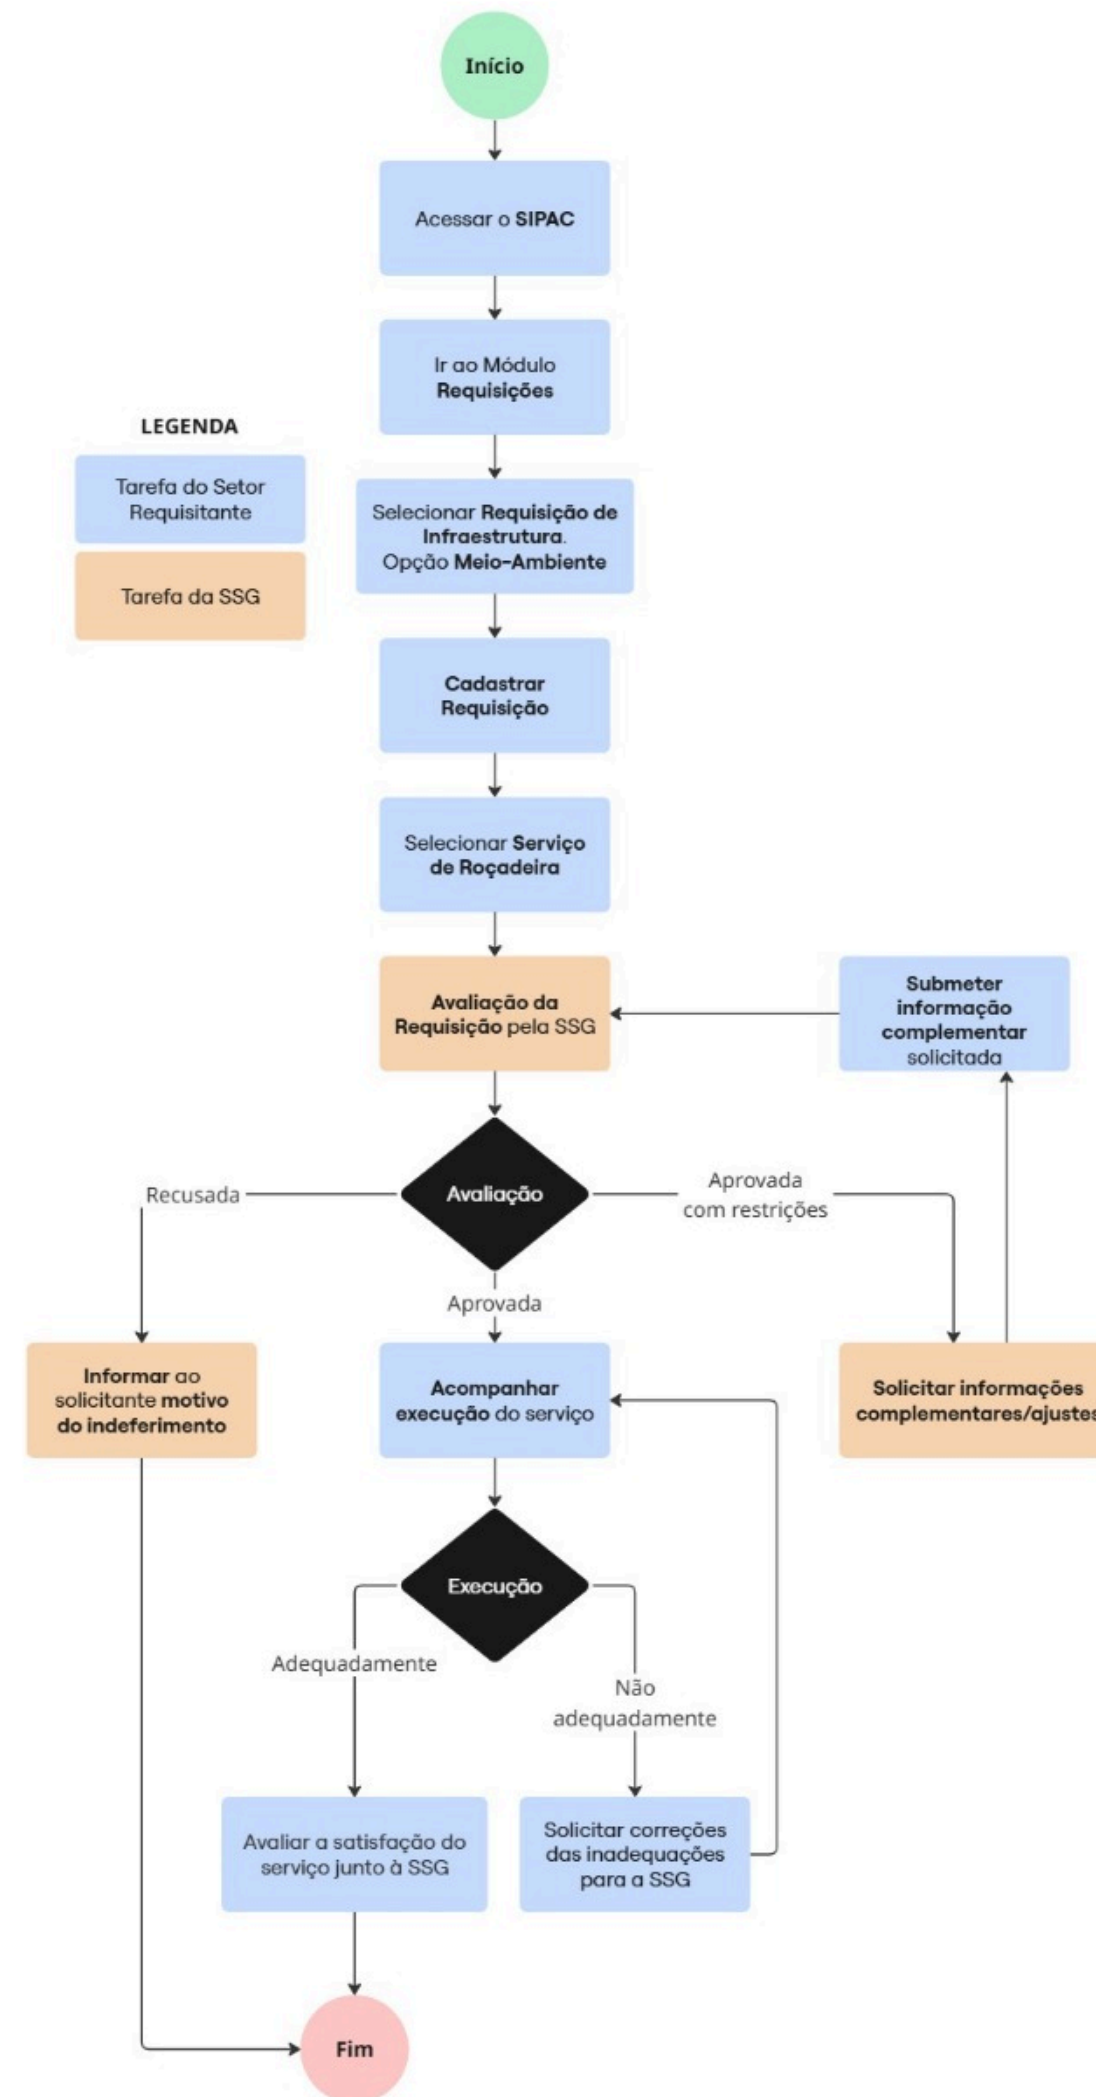 Início
Acessar o SIPAC
Ir ao Módulo
Requisições
LEGENDA
Tarefa do Setor
Requisitante
Tarefa da SSG
Selecionar Requisição de
Infraestrutura.
Opção Meio-Ambiente
Cadastrar
Requisição
Selecionar Serviço
de Roçadeira
Avaliação da
Requisição pela SSG
Submeter
informação
complementar
solicitada
Avaliação
Recusada
Aprovada
com restrições
Aprovada
Informar ao
solicitante motivo
do indeferimento
Acompanhar
execução do serviço
Solicitar informações
complementares/ajustes
Execução
Adequadamente
Não
adequadamente
Avaliar a satisfação do
serviço junto à SSG
Solicitar correções
das inadequações
para a SSG
Fim